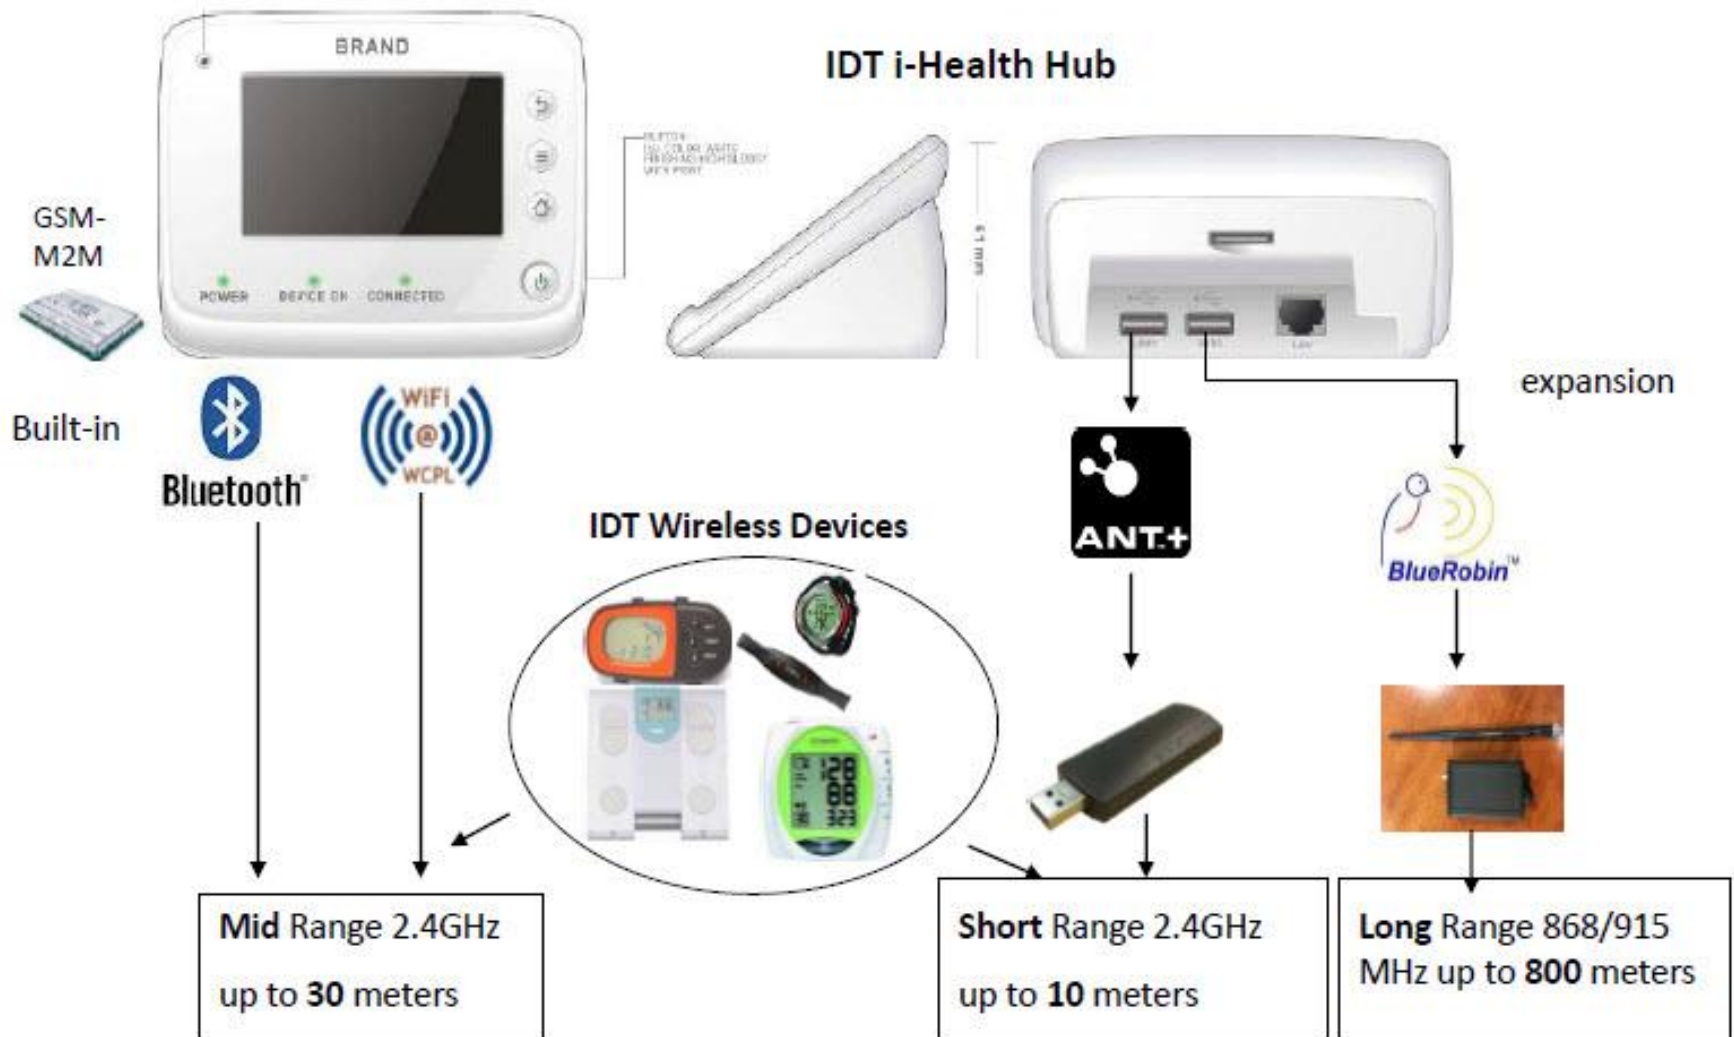 BRAND
IDT i-Health Hub
GSM-
M2M
POWER
DEVICE ON
CONNECTED
expansion
Built-in
Bluetooth®
WiFi
@
WCPL
IDT Wireless Devices
ANT+
BlueRobin™
Mid Range 2.4GHz
up to 30 meters
Short Range 2.4GHz
up to 10 meters
Long Range 868/915
MHz up to 800 meters